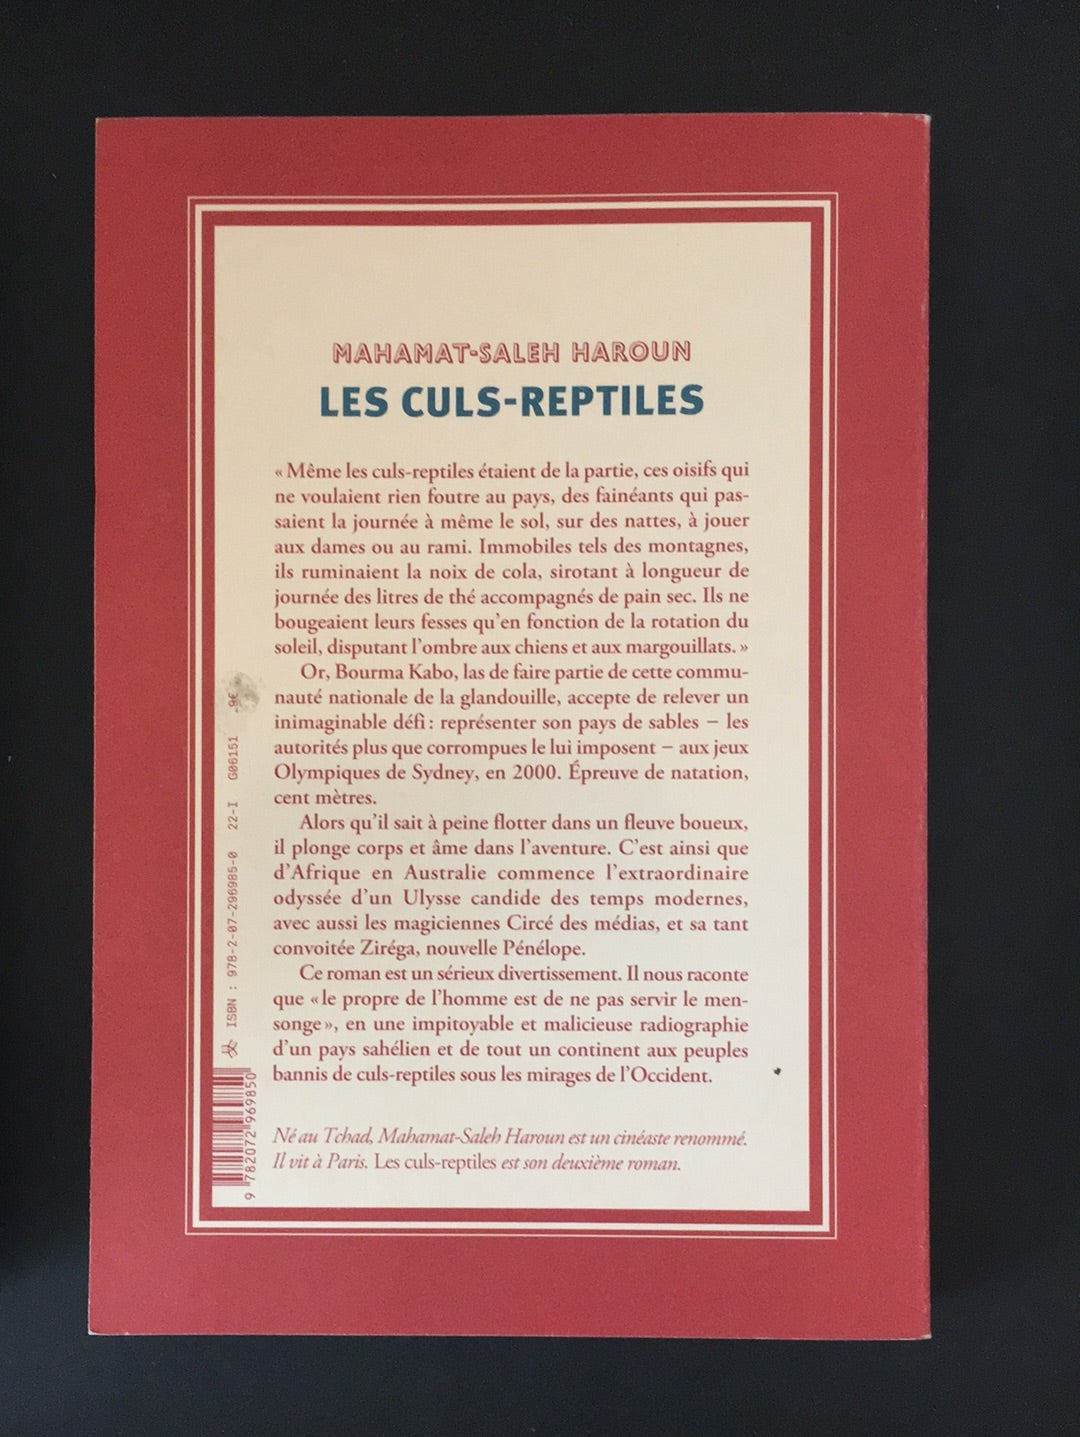 MAHAMAT-SALEH HAROUN
LES CULS-REPTILES
« Même les culs-reptiles étaient de la partie, ces oisifs qui
ne voulaient rien foutre au pays, des fainéants qui pas-
saient la journée à même le sol, sur des nattes, à jouer
aux dames ou au rami. Immobiles tels des montagnes,
ils ruminaient la noix de cola, sirotant à longueur de
journée des litres de thé accompagnés de pain sec. Ils ne
bougeaient leurs fesses qu'en fonction de la rotation du
soleil, disputant l'ombre aux chiens et aux margouillats. »
Or, Bourma Kabo, las de faire partie de cette commu-
nauté nationale de la glandouille, accepte de relever un
inimaginable défi : représenter son pays de sables – les
autorités plus que corrompues le lui imposent – aux jeux
Olympiques de Sydney, en 2000. Épreuve de natation,
cent mètres.
Alors qu'il sait à peine flotter dans un fleuve boueux,
il plonge corps et âme dans l'aventure. C'est ainsi que
d'Afrique en Australie commence l'extraordinaire
odyssée d'un Ulysse candide des temps modernes,
avec aussi les magiciennes Circé des médias, et sa tant
convoitée Ziréga, nouvelle Pénélope.
Ce roman est un sérieux divertissement. Il nous raconte
que « le propre de l'homme est de ne pas servir le men-
songe », en une impitoyable et malicieuse radiographie
d'un pays sahélien et de tout un continent aux peuples
bannis de culs-reptiles sous les mirages de l'Occident.
Né au Tchad, Mahamat-Saleh Haroun est un cinéaste renommé.
Il vit à Paris. Les culs-reptiles est son deuxième roman.
ISBN : 978-2-07-296985-0 22-I G06151
9 782072 969850